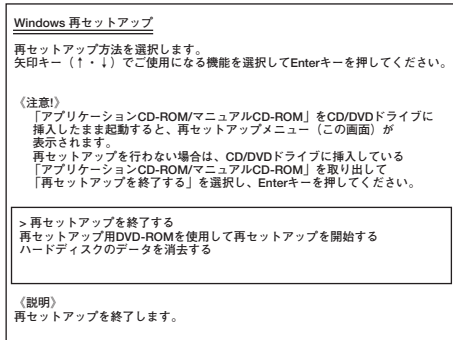 Windows 再セットアップ
再セットアップ方法を選択します。
矢印キー（↑・↓）でご使用になる機能を選択してEnterキーを押してください。
《注意!》
「アプリケーションCD-ROM/マニュアルCD-ROM」をCD/DVDドライブに
挿入したまま起動すると、再セットアップメニュー（この画面）が
表示されます。
再セットアップを行わない場合は、CD/DVDドライブに挿入している
「アプリケーションCD-ROM/マニュアルCD-ROM」を取り出して
「再セットアップを終了する」を選択し、Enterキーを押してください。
> 再セットアップを終了する
再セットアップ用DVD-ROMを使用して再セットアップを開始する
ハードディスクのデータを消去する
《説明》
再セットアップを終了します。